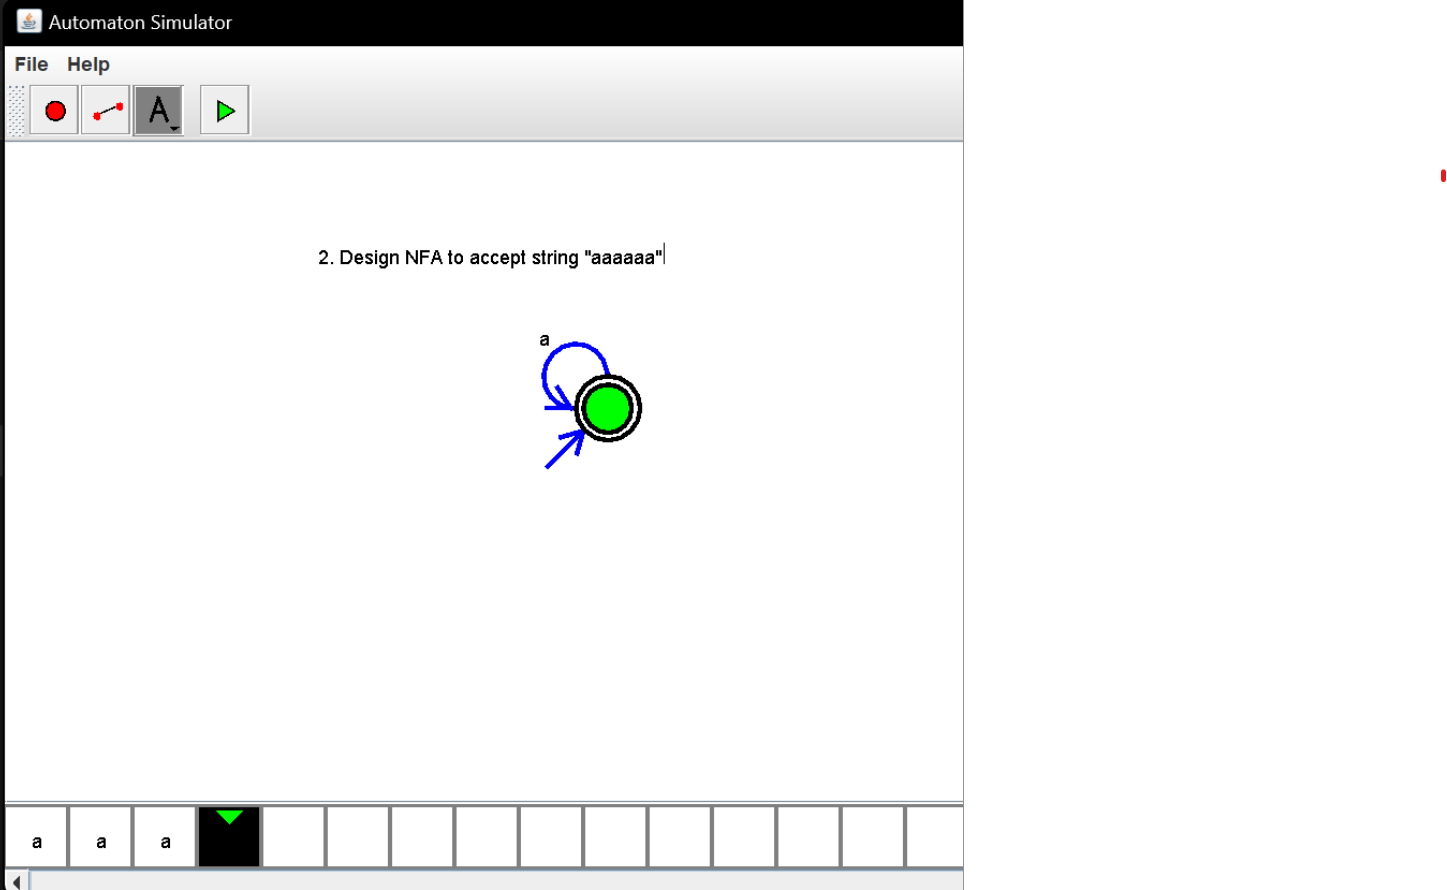 Automaton Simulator
File Help
A
2. Design NFA to accept string "aaaaaa"
a
a a a